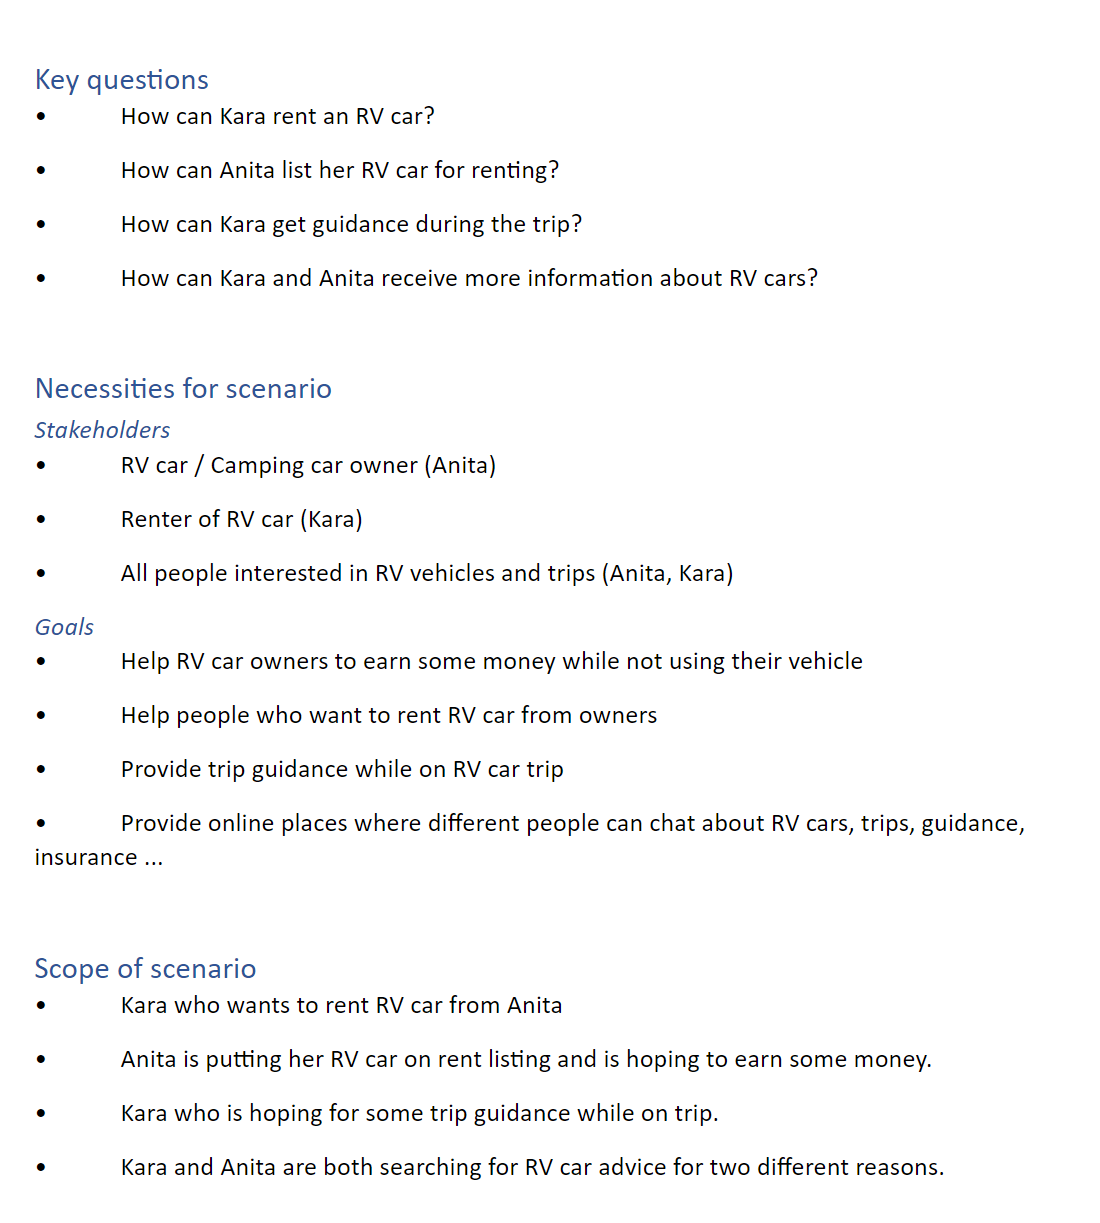 Key questions
• How can Kara rent an RV car?
• How can Anita list her RV car for renting?
• How can Kara get guidance during the trip?
• How can Kara and Anita receive more information about RV cars?
Necessities for scenario
Stakeholders
• RV car / Camping car owner (Anita)
• Renter of RV car (Kara)
• All people interested in RV vehicles and trips (Anita, Kara)
Goals
• Help RV car owners to earn some money while not using their vehicle
• Help people who want to rent RV car from owners
• Provide trip guidance while on RV car trip
• Provide online places where different people can chat about RV cars, trips, guidance,
insurance ...
Scope of scenario
• Kara who wants to rent RV car from Anita
• Anita is putting her RV car on rent listing and is hoping to earn some money.
• Kara who is hoping for some trip guidance while on trip.
• Kara and Anita are both searching for RV car advice for two different reasons.